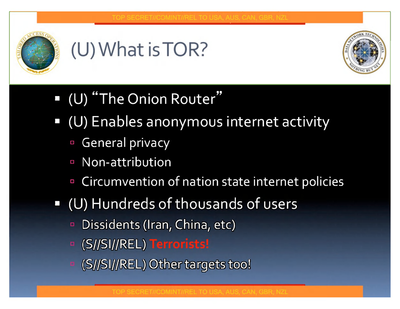 TOP SECRET//COMINT//REL TO USA, AUS, CAN, GBR, NZL
(U) What is TOR?
(U) “The Onion Router”
(U) Enables anonymous internet activity
General privacy
Non-attribution
Circumvention of nation state internet policies
(U) Hundreds of thousands of users
Dissidents (Iran, China, etc)
(S//SI//REL) Terrorists!
(S//SI//REL) Other targets too!
TOP SECRET//COMINT//REL TO USA, AUS, CAN, GBR, NZL